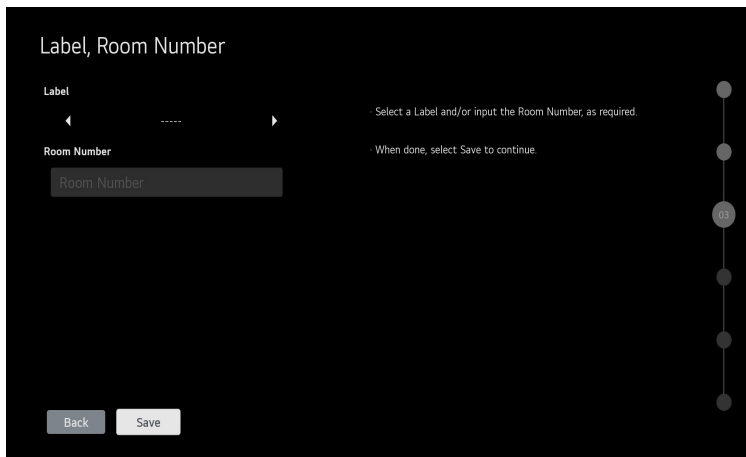 Label, Room Number
Label
-----
· Select a Label and/or input the Room Number, as required.
Room Number
· When done, select Save to continue.
Room Number
03
Back
Save